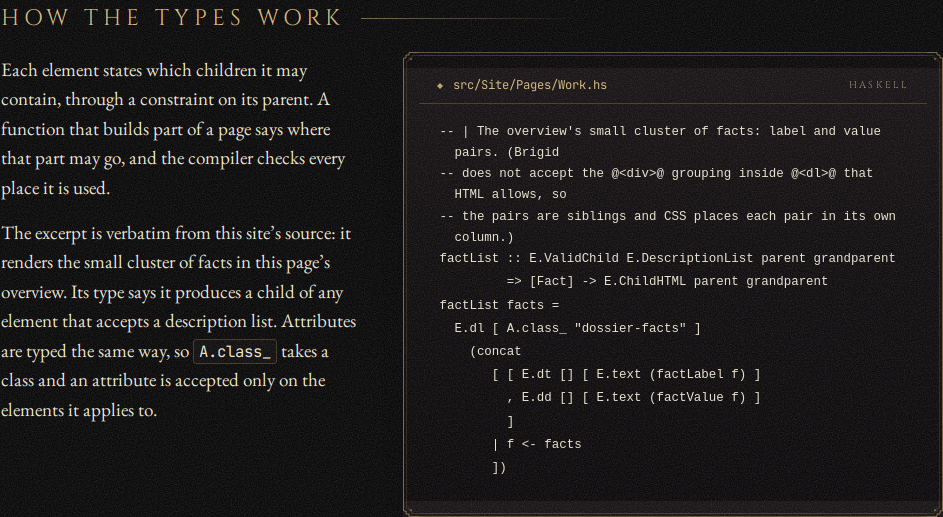 HOW THE TYPES WORK
Each element states which children it may
contain, through a constraint on its parent. A
function that builds part of a page says where
that part may go, and the compiler checks every
place it is used.
The excerpt is verbatim from this site’s source: it
renders the small cluster of facts in this page’s
overview. Its type says it produces a child of any
element that accepts a description list. Attributes
are typed the same way, so A.class_ takes a
class and an attribute is accepted only on the
elements it applies to.
◆ src/Site/Pages/Work.hs HASKELL
-- | The overview's small cluster of facts: label and value
pairs. (Brigid
-- does not accept the @<div>@ grouping inside @<dl>@ that
HTML allows, so
-- the pairs are siblings and CSS places each pair in its own
column.)
factList :: E.ValidChild E.DescriptionList parent grandparent
=> [Fact] -> E.ChildHTML parent grandparent
factList facts =
E.dl [ A.class_ "dossier-facts" ]
(concat
[ [ E.dt [] [ E.text (factLabel f) ]
, E.dd [] [ E.text (factValue f) ]
]
| f <- facts
])